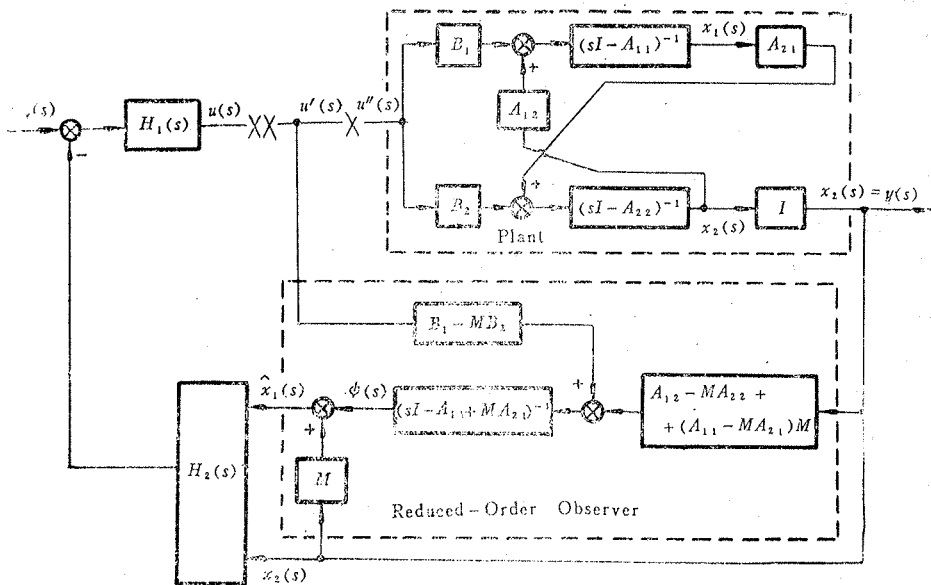 x₁(s)
B₁
(sI−A₁₁)⁻¹
A₂₁
+
A₁₂
(s)
H₁(s)
u(s)
u′(s)
u″(s)
−
+
B₂
(sI−A₂₂)⁻¹
I
x₂(s)=y(s)
x₂(s)
Plant
B₁−MB₂
+
x̂₁(s)
ψ(s)
(sI−A₁₁+MA₂₁)⁻¹
A₁₂−MA₂₂+
+(A₁₁−MA₂₁)M
+
H₂(s)
M
Reduced-Order Observer
x₂(s)